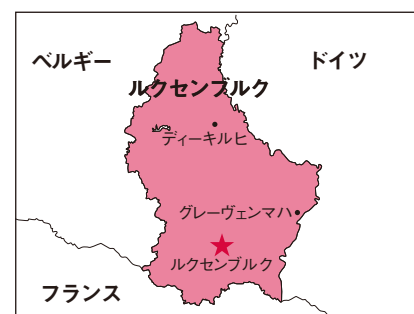 ベルギー
ドイツ
ルクセンブルク
ディーキルヒ
グレーヴェンマハ
ルクセンブルク
フランス